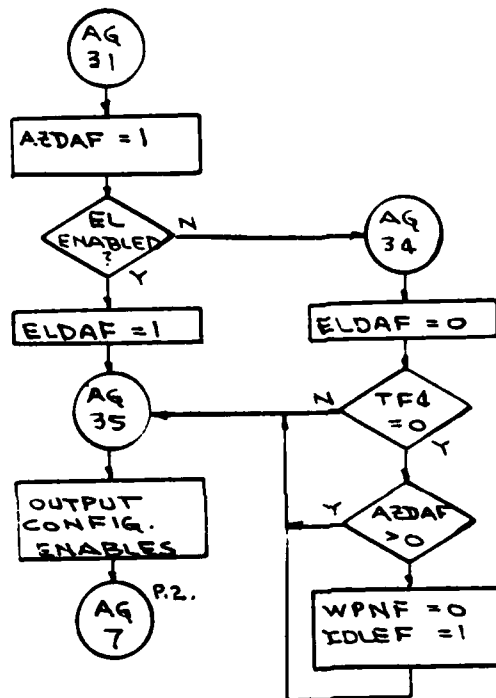 AG
31
AZDAF = 1
EL
ENABLED
?
N
Y
ELDAF = 1
AG
35
OUTPUT
CONFIG.
ENABLES
AG
7
P.2.
AG
34
ELDAF = 0
TF4
= 0
N
Y
AZDAF
> 0
Y
WPNF = 0
IDLEF = 1